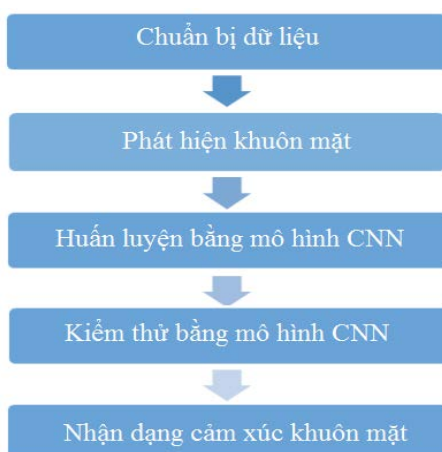 Chuẩn bị dữ liệu
Phát hiện khuôn mặt
Huấn luyện bằng mô hình CNN
Kiểm thử bằng mô hình CNN
Nhận dạng cảm xúc khuôn mặt